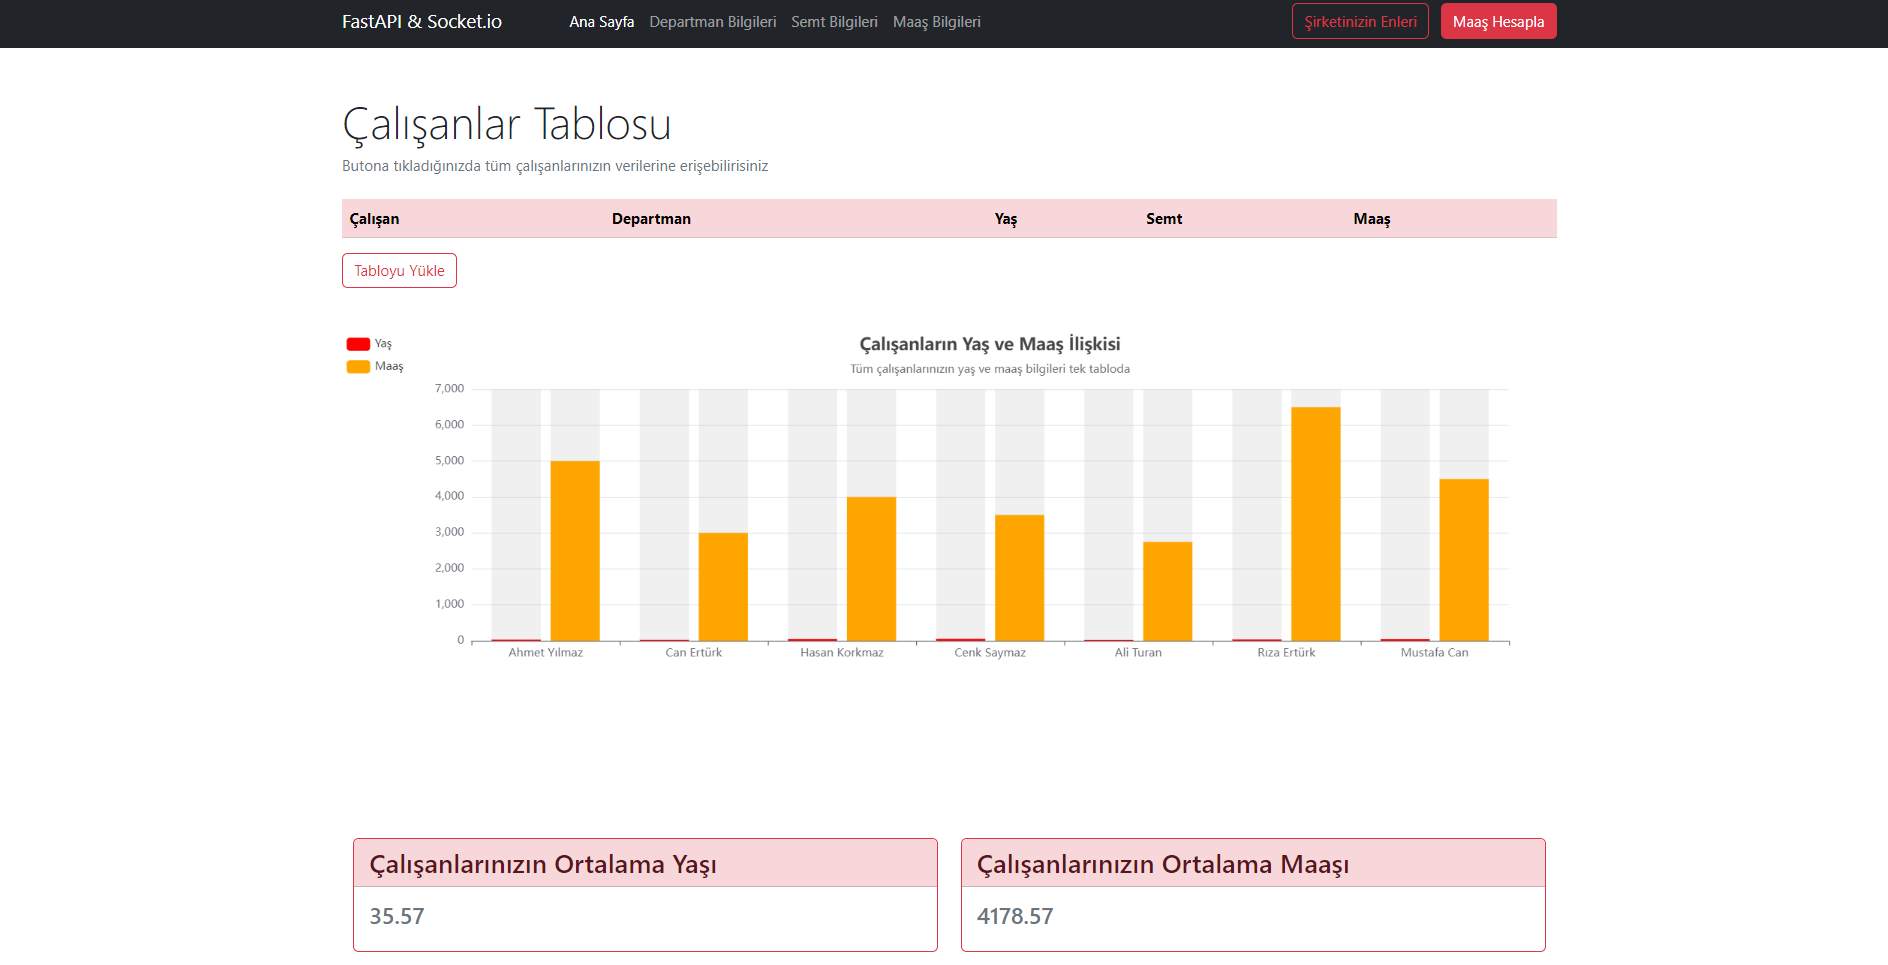 FastAPI & Socket.io Ana Sayfa Departman Bilgileri Semt Bilgileri Maaş Bilgileri Şirketinizin Enleri Maaş Hesapla
Çalışanlar Tablosu
Butona tıkladığınızda tüm çalışanlarınızın verilerine erişebilirisiniz
Çalışan Departman Yaş Semt Maaş
Tabloyu Yükle
Yaş
Maaş
Çalışanların Yaş ve Maaş İlişkisi
Tüm çalışanlarınızın yaş ve maaş bilgileri tek tabloda
7,000
6,000
5,000
4,000
3,000
2,000
1,000
0
Ahmet Yılmaz Can Ertürk Hasan Korkmaz Cenk Saymaz Ali Turan Rıza Ertürk Mustafa Can
Çalışanlarınızın Ortalama Yaşı
35.57
Çalışanlarınızın Ortalama Maaşı
4178.57